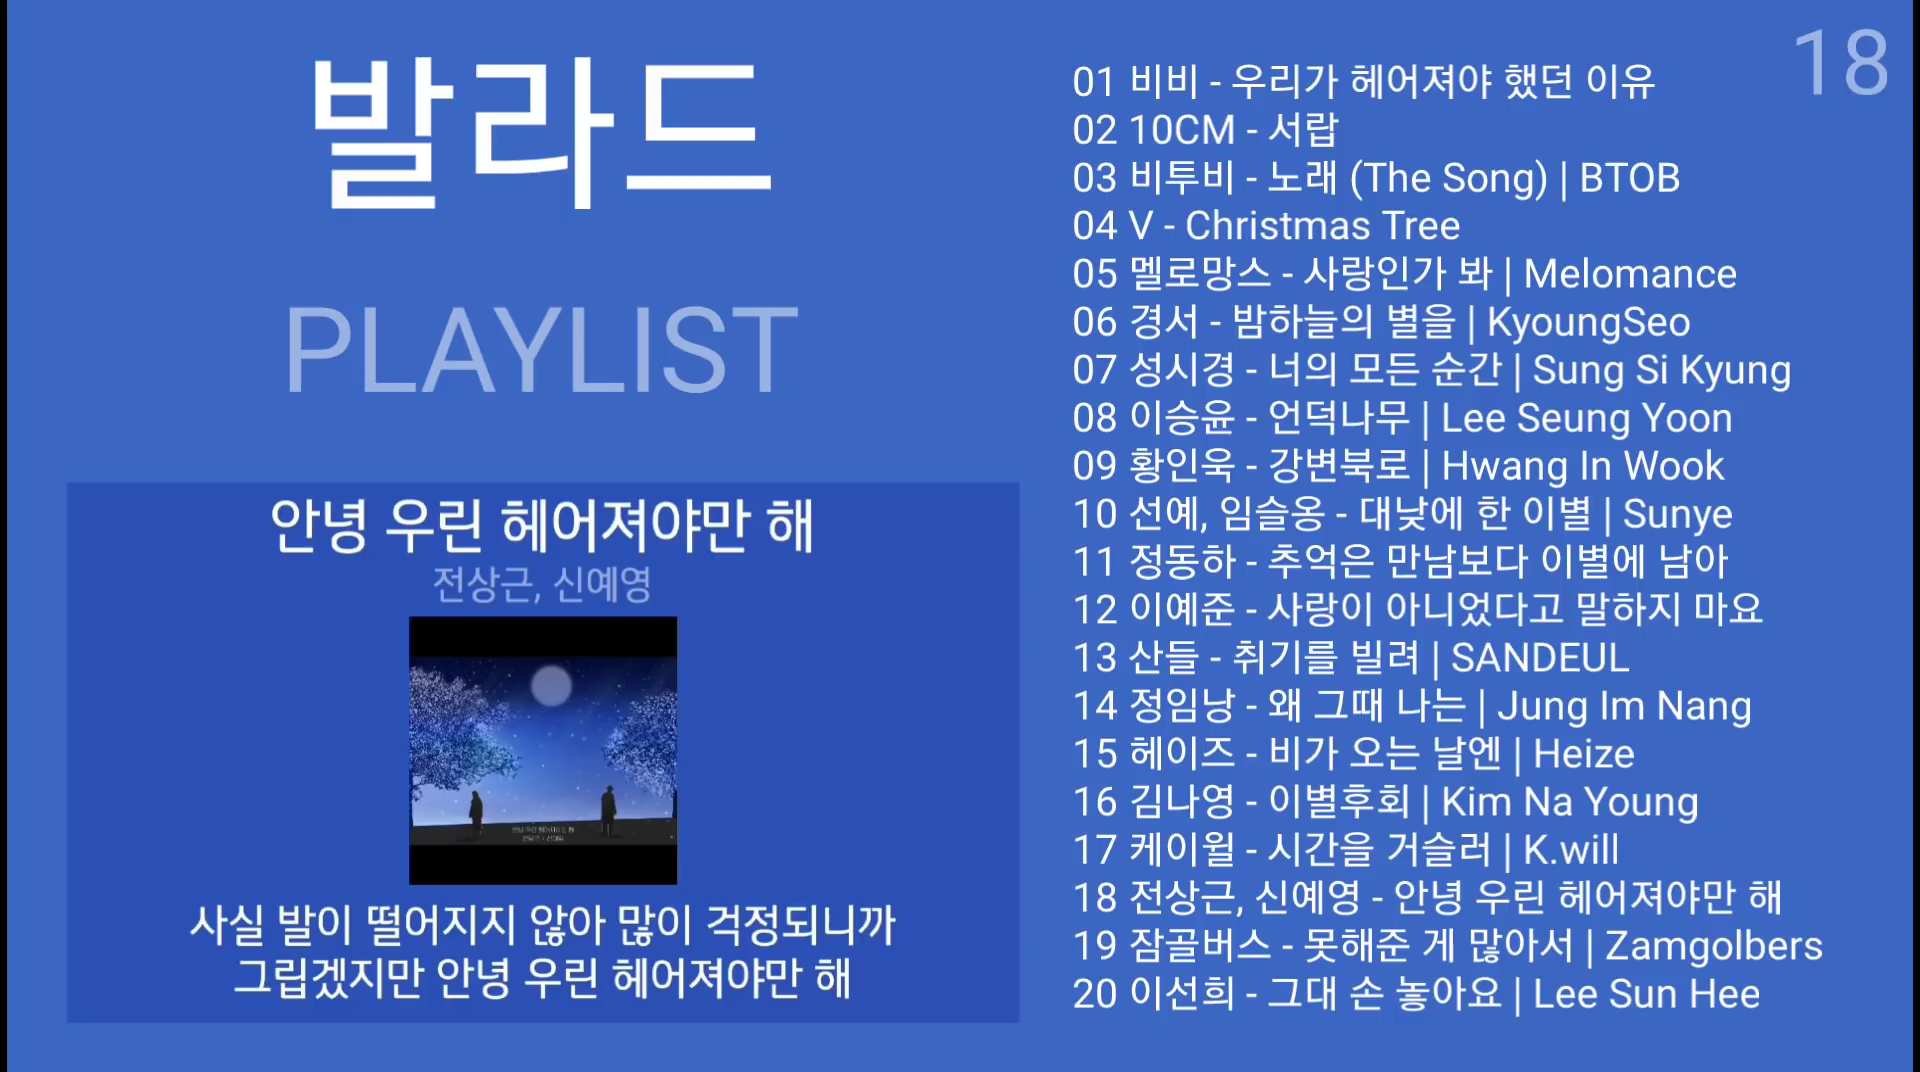 발라드
PLAYLIST
안녕 우린 헤어져야만 해
전상근, 신예영
사실 발이 떨어지지 않아 많이 걱정되니까
그립겠지만 안녕 우린 헤어져야만 해
18
01 비비 - 우리가 헤어져야 했던 이유
02 10CM - 서랍
03 비투비 - 노래 (The Song) | BTOB
04 V - Christmas Tree
05 멜로망스 - 사랑인가 봐 | Melomance
06 경서 - 밤하늘의 별을 | KyoungSeo
07 성시경 - 너의 모든 순간 | Sung Si Kyung
08 이승윤 - 언덕나무 | Lee Seung Yoon
09 황인욱 - 강변북로 | Hwang In Wook
10 선예, 임슬옹 - 대낮에 한 이별 | Sunye
11 정동하 - 추억은 만남보다 이별에 남아
12 이예준 - 사랑이 아니었다고 말하지 마요
13 산들 - 취기를 빌려 | SANDEUL
14 정임낭 - 왜 그때 나는 | Jung Im Nang
15 헤이즈 - 비가 오는 날엔 | Heize
16 김나영 - 이별후회 | Kim Na Young
17 케이윌 - 시간을 거슬러 | K.will
18 전상근, 신예영 - 안녕 우린 헤어져야만 해
19 잠골버스 - 못해준 게 많아서 | Zamgolbers
20 이선희 - 그대 손 놓아요 | Lee Sun Hee